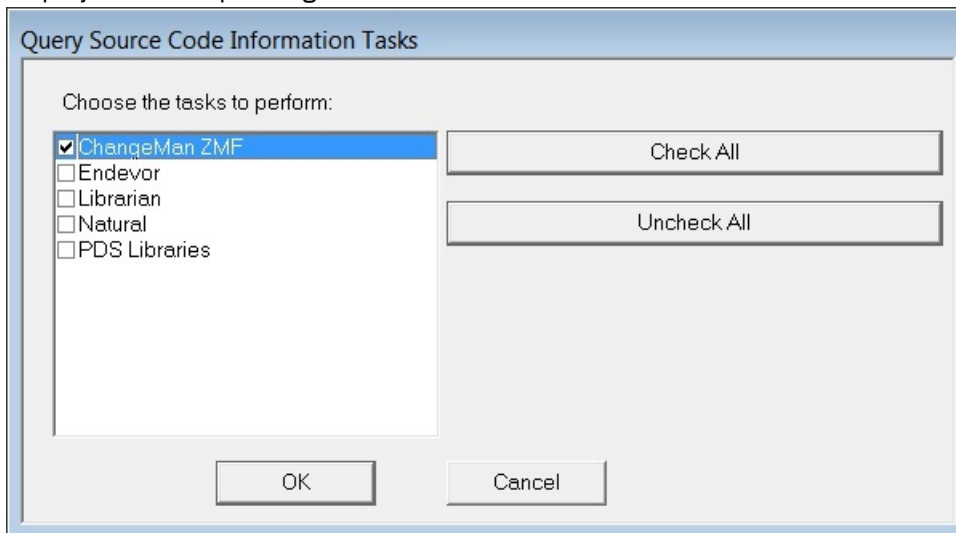 Query Source Code Information Tasks
Choose the tasks to perform:
ChangeMan ZMF
Endevor
Librarian
Natural
PDS Libraries
Check All
Uncheck All
OK
Cancel